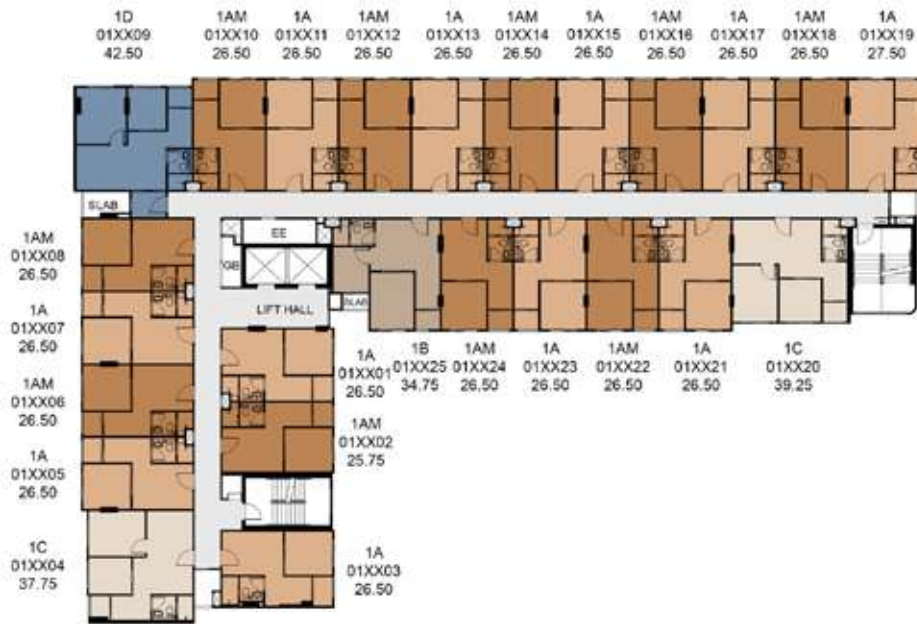 1D
01XX09
42.50
1AM
01XX10
26.50
1A
01XX11
26.50
1AM
01XX12
26.50
1A
01XX13
26.50
1AM
01XX14
26.50
1A
01XX15
26.50
1AM
01XX16
26.50
1A
01XX17
26.50
1AM
01XX18
26.50
1A
01XX19
27.50
SLAB
EE
GB
LIFT HALL
SLAB
1AM
01XX08
26.50
1A
01XX07
26.50
1AM
01XX06
26.50
1A
01XX05
26.50
1C
01XX04
37.75
1A
01XX01
26.50
1AM
01XX02
25.75
1A
01XX03
26.50
1B
01XX25
34.75
1AM
01XX24
26.50
1A
01XX23
26.50
1AM
01XX22
26.50
1A
01XX21
26.50
1C
01XX20
39.25